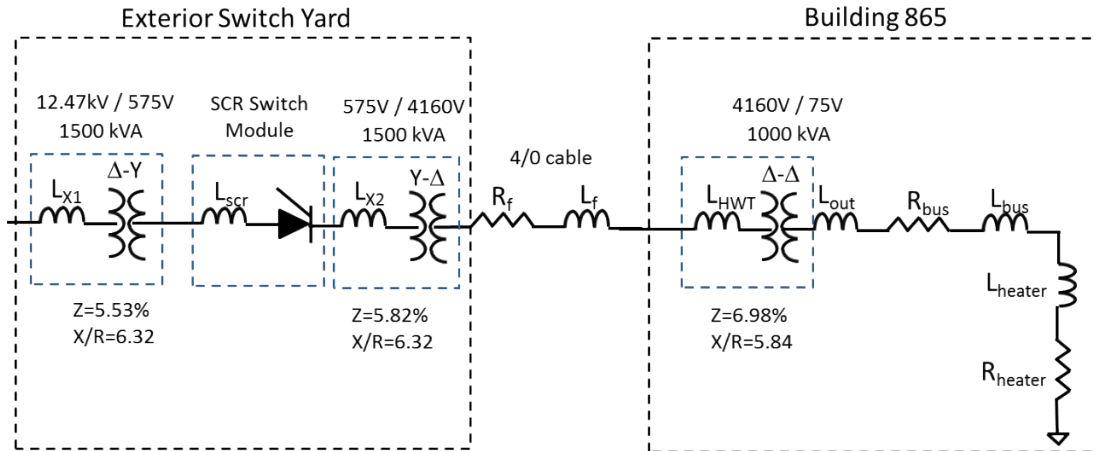 Exterior Switch Yard
Building 865
12.47kV / 575V
1500 kVA
SCR Switch
Module
575V / 4160V
1500 kVA
4160V / 75V
1000 kVA
4/0 cable
LX1
Δ-Y
Lscr
LX2
Y-Δ
Rf
Lf
LHWT
Δ-Δ
Lout
Rbus
Lbus
Lheater
Rheater
Z=5.53%
X/R=6.32
Z=5.82%
X/R=6.32
Z=6.98%
X/R=5.84